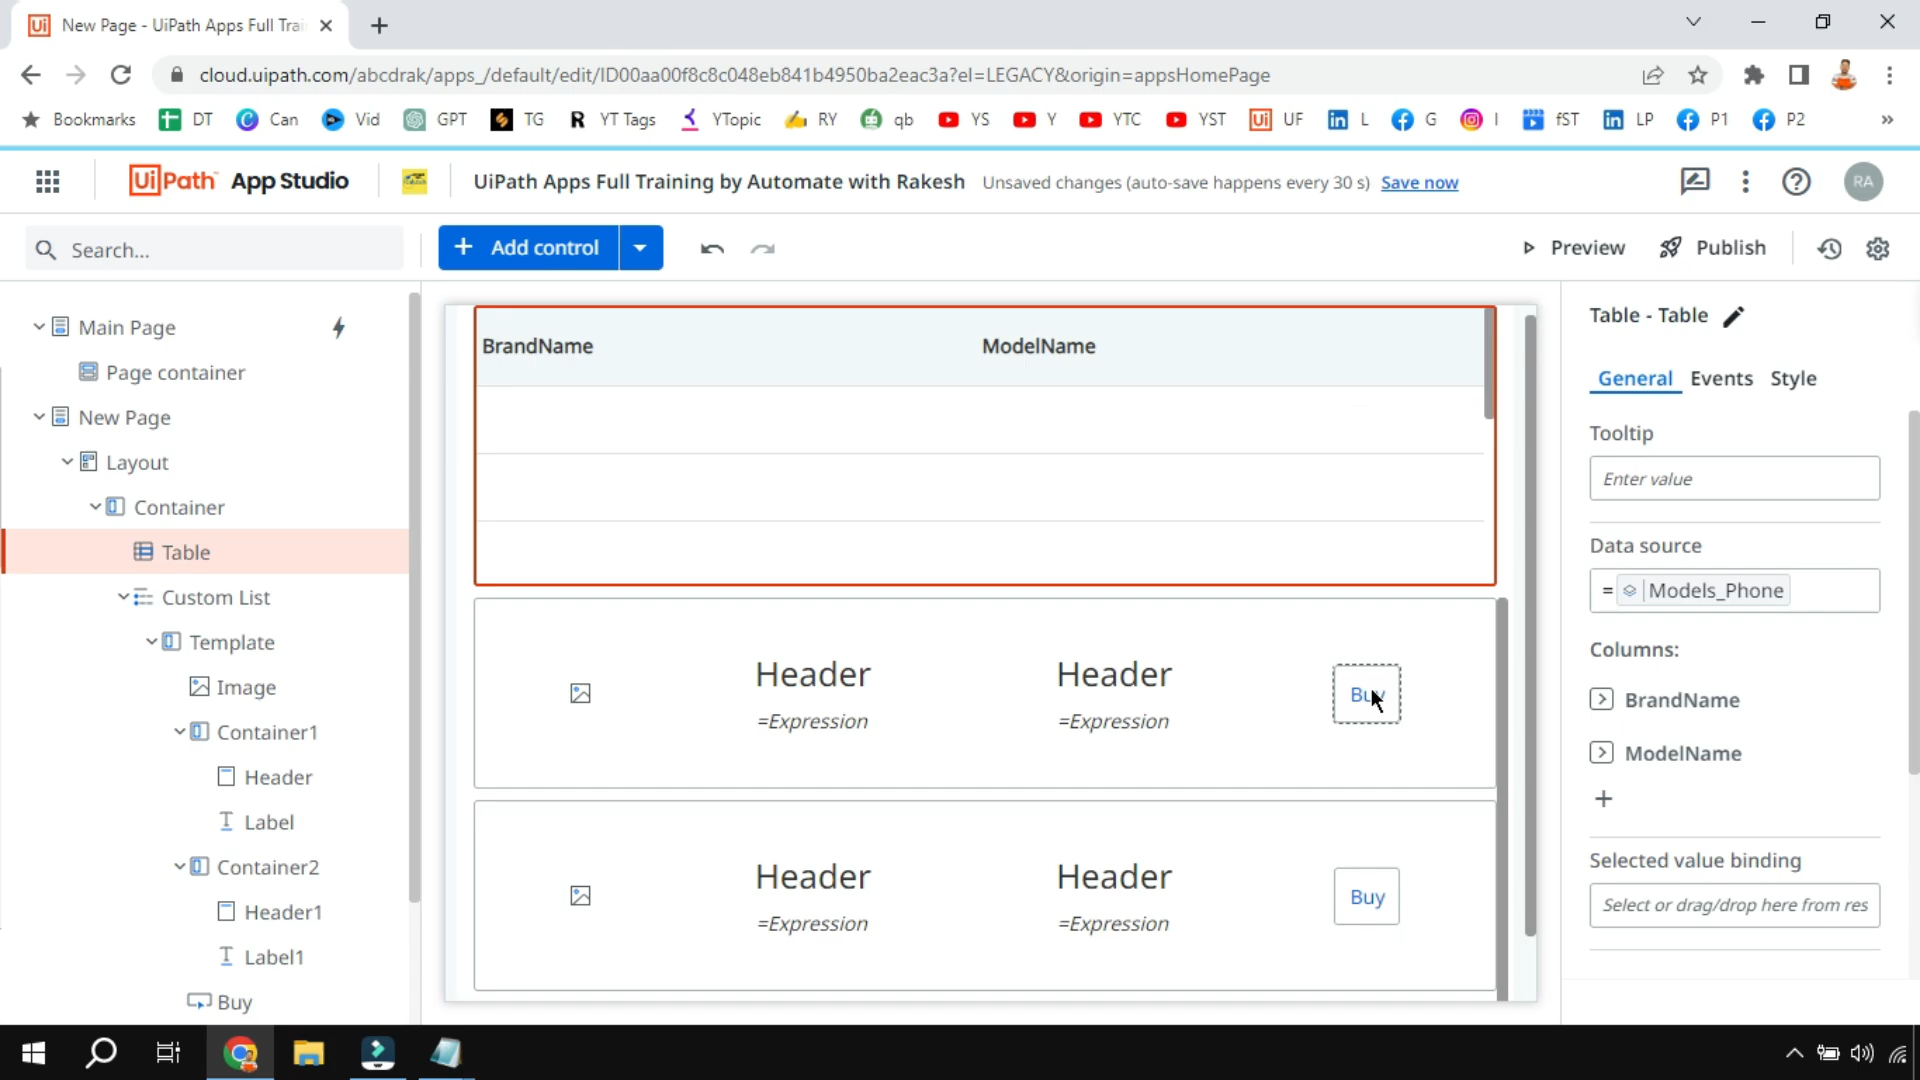 New Page - UiPath Apps Full Trai
cloud.uipath.com/abcdrak/apps_/default/edit/ID00aa00f8c8c048eb841b4950ba2eac3a?el=LEGACY&origin=appsHomePage
Bookmarks DT Can Vid GPT TG YT Tags YTopic RY qb YS Y YTC YST UF L G I fST LP P1 P2 »
UiPath App Studio UiPath Apps Full Training by Automate with Rakesh Unsaved changes (auto-save happens every 30 s) Save now RA
Search... + Add control Preview Publish
Main Page
Page container
New Page
Layout
Container
Table
Custom List
Template
Image
Container1
Header
Label
Container2
Header1
Label1
Buy
BrandName ModelName
Header Header
=Expression =Expression
Buy
Header Header
=Expression =Expression
Buy
Table - Table
General Events Style
Tooltip
Enter value
Data source
= Models_Phone
Columns:
BrandName
ModelName
+
Selected value binding
Select or drag/drop here from res